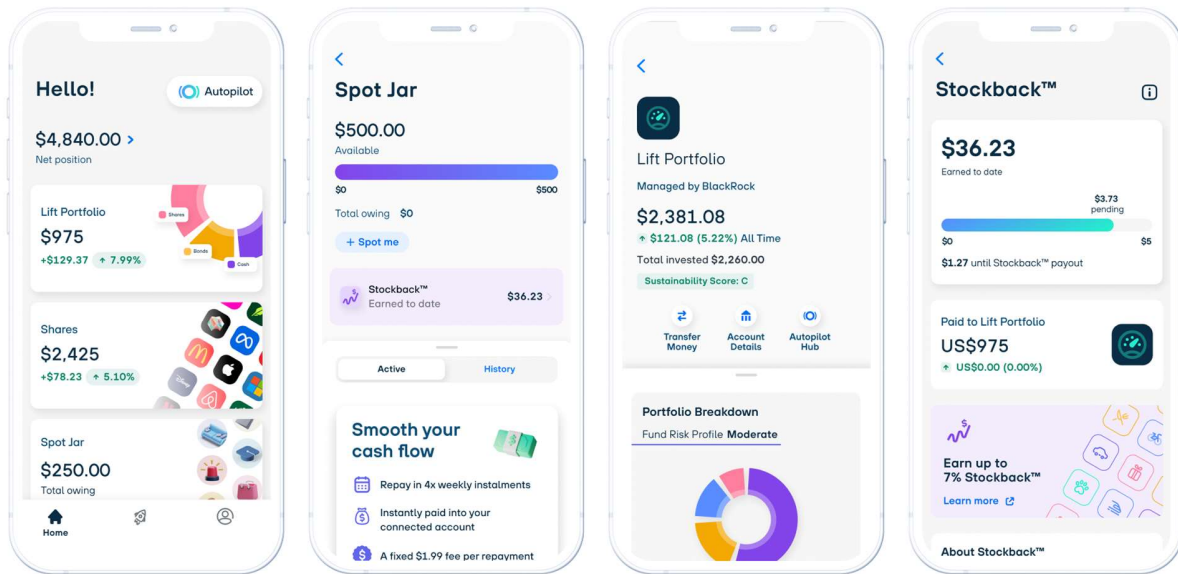 Hello!
Autopilot
$4,840.00 >
Net position
Lift Portfolio
$975
+$129.37 ↑ 7.99%
Shares
Bonds
Cash
Shares
$2,425
+$78.23 ↑ 5.10%
Spot Jar
$250.00
Total owing
Home
Spot Jar
$500.00
Available
$0 $500
Total owing $0
+ Spot me
Stockback™
Earned to date
$36.23 >
Active History
Smooth your
cash flow
Repay in 4x weekly instalments
Instantly paid into your
connected account
A fixed $1.99 fee per repayment
Lift Portfolio
Managed by BlackRock
$2,381.08
↑ $121.08 (5.22%) All Time
Total invested $2,260.00
Sustainability Score: C
Transfer
Money
Account
Details
Autopilot
Hub
Portfolio Breakdown
Fund Risk Profile Moderate
Stockback™
$36.23
Earned to date
$3.73
pending
$0 $5
$1.27 until Stockback™ payout
Paid to Lift Portfolio
US$975
↑ US$0.00 (0.00%)
Earn up to
7% Stockback™
Learn more
About Stockback™